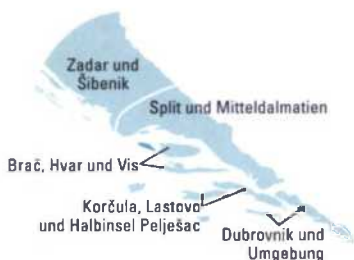 Zadar und
Šibenik
Split und Mitteldalmatien
Brač, Hvar und Vis
Korčula, Lastovo
und Halbinsel Pelješac
Dubrovnik und
Umgebung